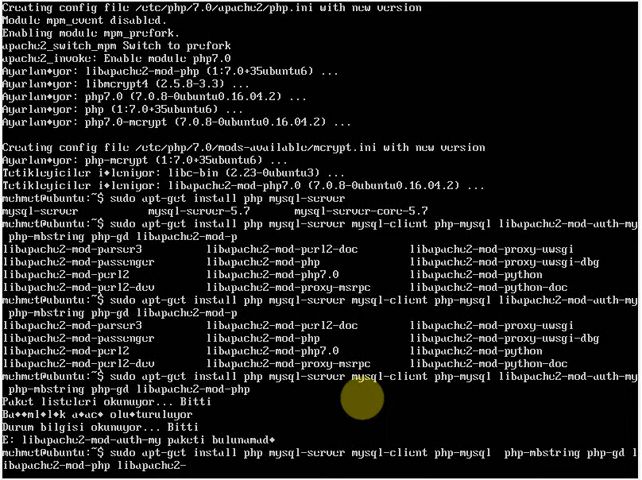 Creating config file /etc/php/7.0/apache2/php.ini with new version
Module mpm_event disabled.
Enabling module mpm_prefork.
apache2_switch_mpm Switch to prefork
apache2_invoke: Enable module php7.0
Ayarlan♦yor: libapache2-mod-php (1:7.0+35ubuntu6) ...
Ayarlan♦yor: libmcrypt4 (2.5.8-3.3) ...
Ayarlan♦yor: php7.0 (7.0.8-0ubuntu0.16.04.2) ...
Ayarlan♦yor: php (1:7.0+35ubuntu6) ...
Ayarlan♦yor: php7.0-mcrypt (7.0.8-0ubuntu0.16.04.2) ...
Creating config file /etc/php/7.0/mods-available/mcrypt.ini with new version
Ayarlan♦yor: php-mcrypt (1:7.0+35ubuntu6) ...
Tetikleyiciler i♦leniyor: libc-bin (2.23-0ubuntu3) ...
Tetikleyiciler i♦leniyor: libapache2-mod-php7.0 (7.0.8-0ubuntu0.16.04.2) ...
mehmet@ubuntu:~$ sudo apt-get install php mysql-server
mysql-server mysql-server-5.7 mysql-server-core-5.7
mehmet@ubuntu:~$ sudo apt-get install php mysql-server mysql-client php-mysql libapache2-mod-auth-my
php-mbstring php-gd libapache2-mod-p
libapache2-mod-parser3 libapache2-mod-perl2-doc libapache2-mod-proxy-uwsgi
libapache2-mod-passenger libapache2-mod-php libapache2-mod-proxy-uwsgi-dbg
libapache2-mod-perl2 libapache2-mod-php7.0 libapache2-mod-python
libapache2-mod-perl2-dev libapache2-mod-proxy-msrpc libapache2-mod-python-doc
mehmet@ubuntu:~$ sudo apt-get install php mysql-server mysql-client php-mysql libapache2-mod-auth-my
php-mbstring php-gd libapache2-mod-p
libapache2-mod-parser3 libapache2-mod-perl2-doc libapache2-mod-proxy-uwsgi
libapache2-mod-passenger libapache2-mod-php libapache2-mod-proxy-uwsgi-dbg
libapache2-mod-perl2 libapache2-mod-php7.0 libapache2-mod-python
libapache2-mod-perl2-dev libapache2-mod-proxy-msrpc libapache2-mod-python-doc
mehmet@ubuntu:~$ sudo apt-get install php mysql-server mysql-client php-mysql libapache2-mod-auth-my
php-mbstring php-gd libapache2-mod-php
Paket listeleri okunuyor... Bitti
Ba♦♦ml♦l♦k a♦ac♦ olu♦turuluyor
Durum bilgisi okunuyor... Bitti
E: libapache2-mod-auth-my paketi bulunamad♦
mehmet@ubuntu:~$ sudo apt-get install php mysql-server mysql-client php-mysql  php-mbstring php-gd l
ibapache2-mod-php libapache2-